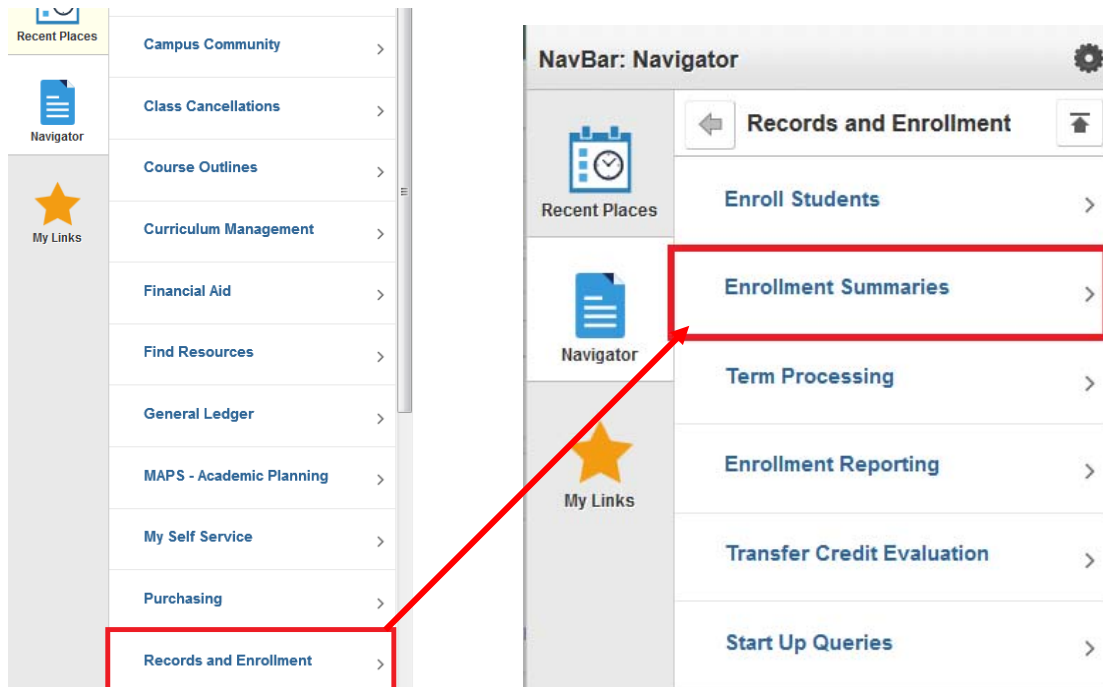 Recent Places
Navigator
My Links
Campus Community
Class Cancellations
Course Outlines
Curriculum Management
Financial Aid
Find Resources
General Ledger
MAPS - Academic Planning
My Self Service
Purchasing
Records and Enrollment
NavBar: Navigator
Recent Places
Navigator
My Links
Records and Enrollment
Enroll Students
Enrollment Summaries
Term Processing
Enrollment Reporting
Transfer Credit Evaluation
Start Up Queries